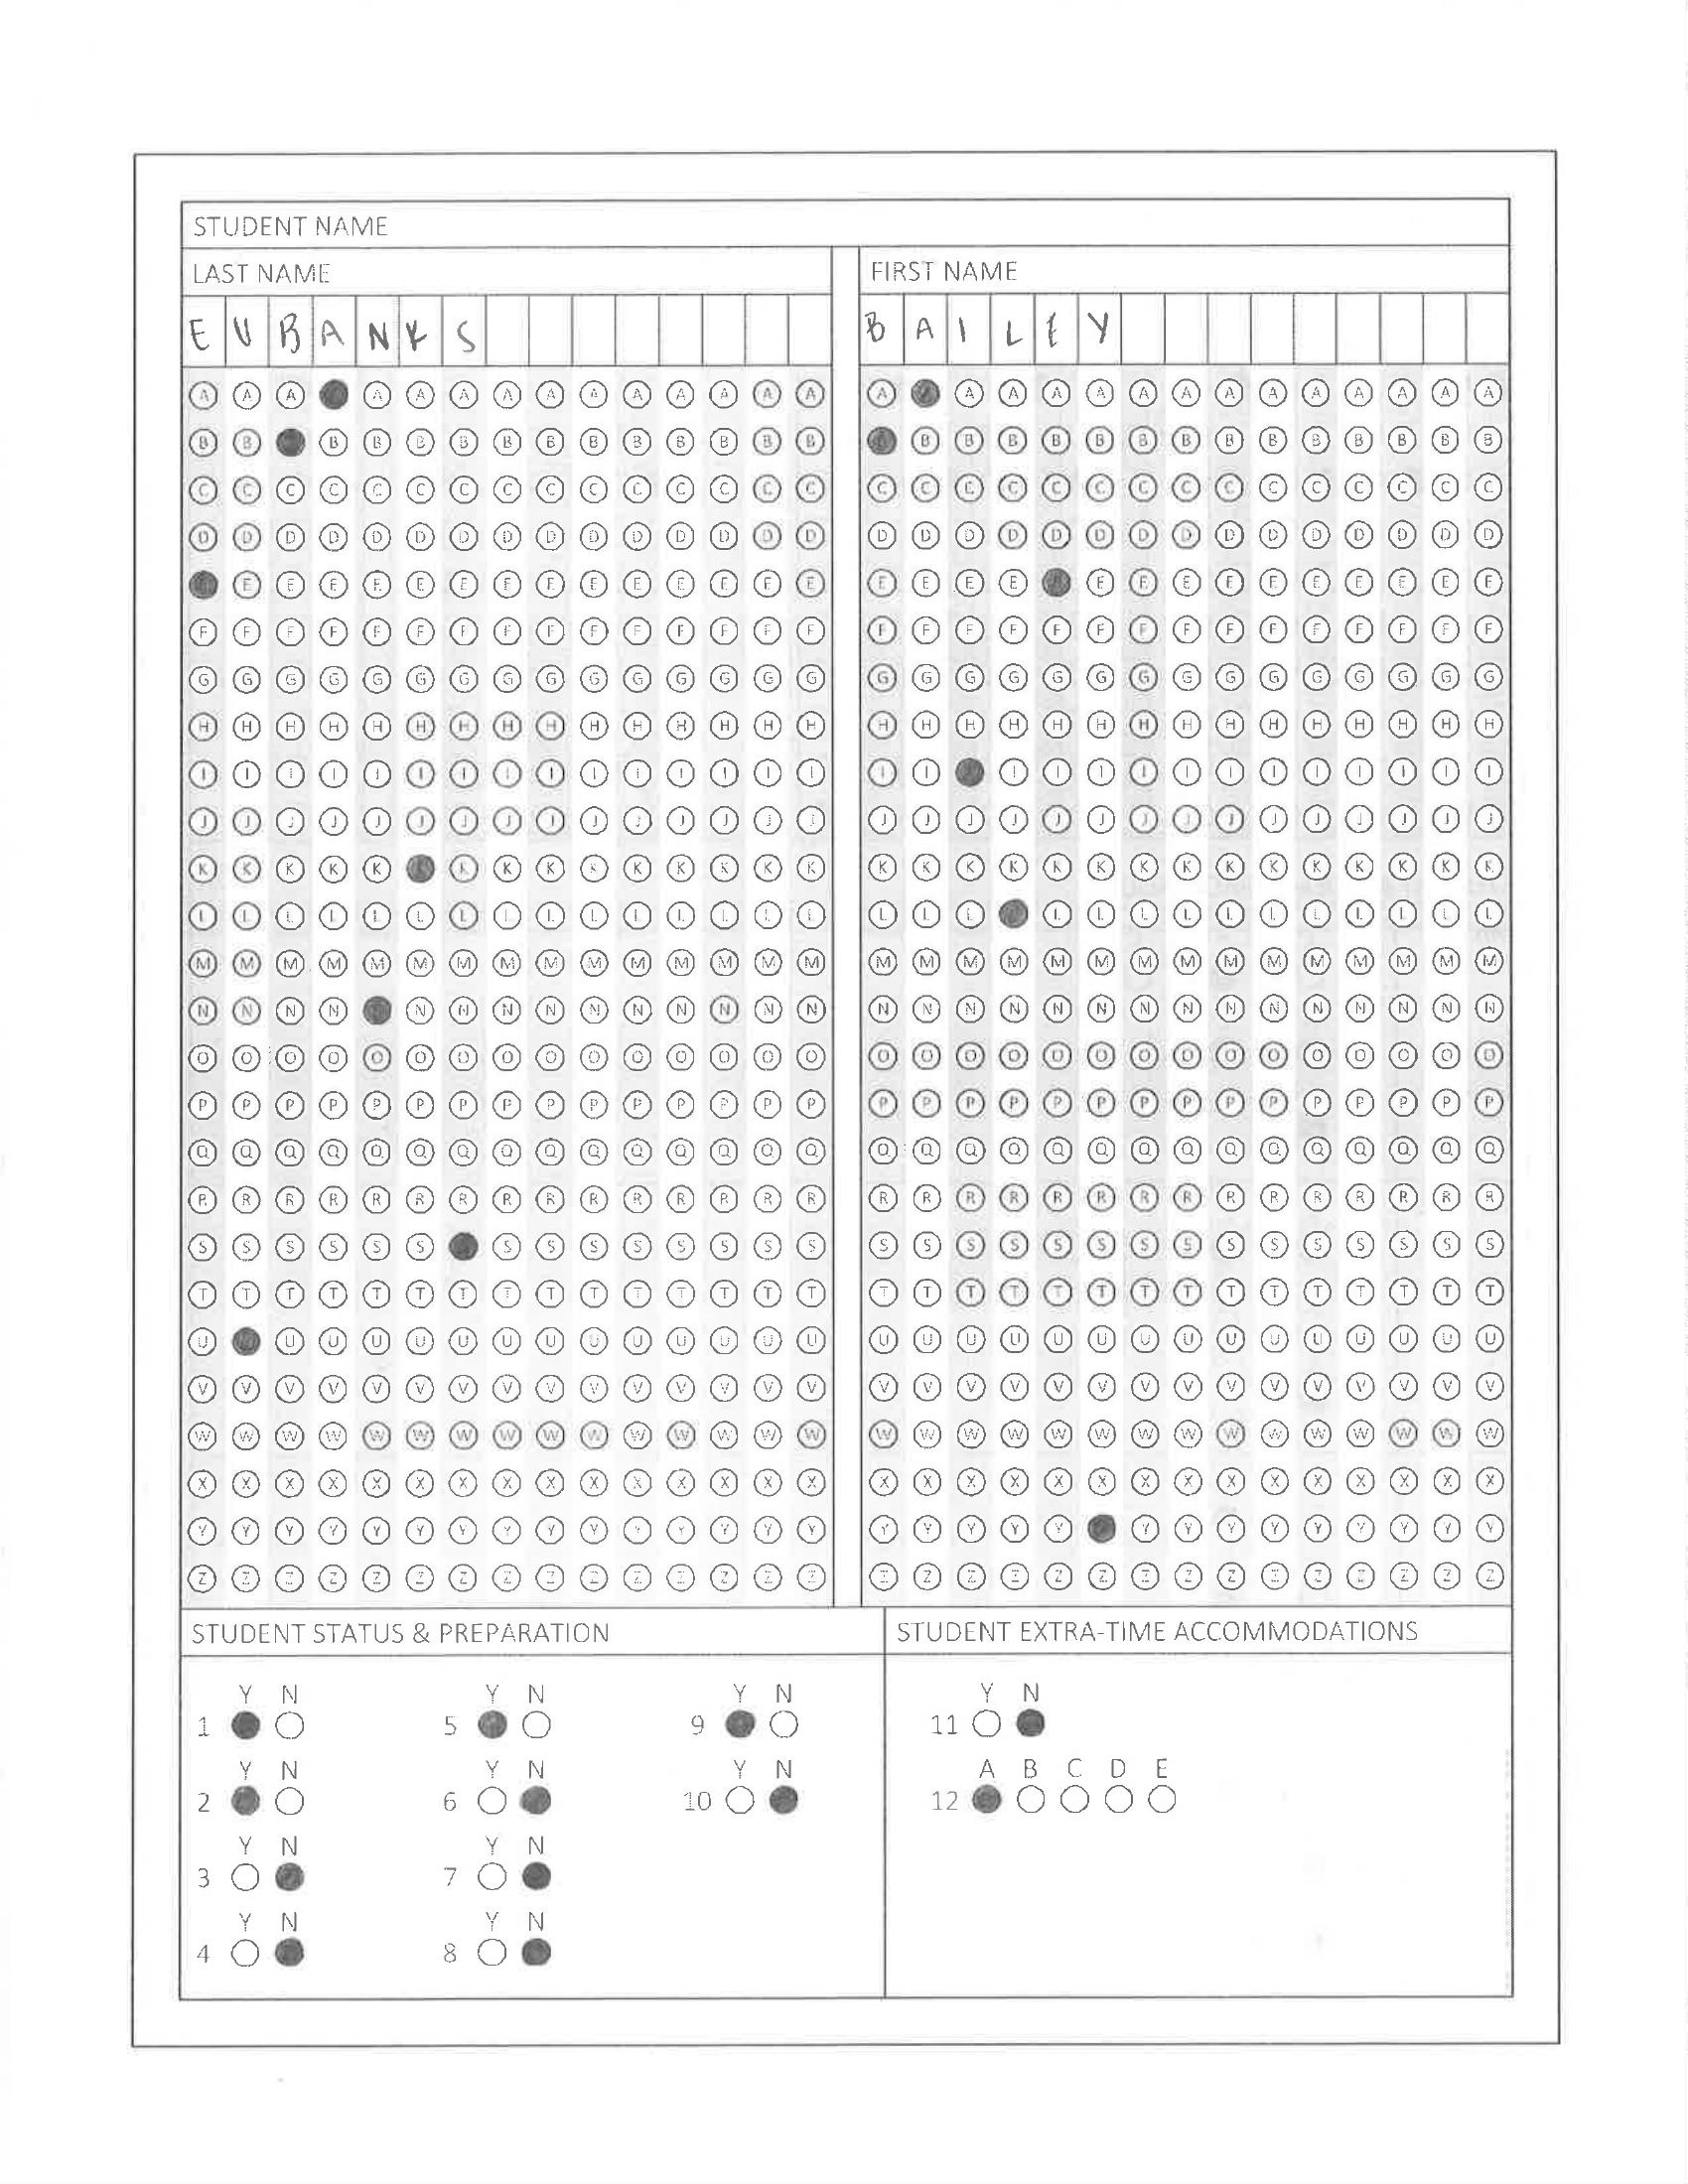 STUDENT NAME
LAST NAME FIRST NAME
E U B A N K S B A I L E Y
A A A A A A A A A A A A A A A A A A A A A A A A A A A A
B B B B B B B B B B B B B B B B B B B B B B B B B B B B
C C C C C C C C C C C C C C C C C C C C C C C C C C C C C C
D D D D D D D D D D D D D D D D D D D D D D D D D D D D D D
E E E E E E E E E E E E E E E E E E E E E E E E E E E E
F F F F F F F F F F F F F F F F F F F F F F F F F F F F F F
G G G G G G G G G G G G G G G G G G G G G G G G G G G G G G
H H H H H H H H H H H H H H H H H H H H H H H H H H H H H H
I I I I I I I I I I I I I I I I I I I I I I I I I I I I I
J J J J J J J J J J J J J J J J J J J J J J J J J J J J J J
K K K K K K K K K K K K K K K K K K K K K K K K K K K K K
L L L L L L L L L L L L L L L L L L L L L L L L L L L L L
M M M M M M M M M M M M M M M M M M M M M M M M M M M M M M
N N N N N N N N N N N N N N N N N N N N N N N N N N N N N
O O O O O O O O O O O O O O O O O O O O O O O O O O O O O O
P P P P P P P P P P P P P P P P P P P P P P P P P P P P P P
Q Q Q Q Q Q Q Q Q Q Q Q Q Q Q Q Q Q Q Q Q Q Q Q Q Q Q Q Q Q
R R R R R R R R R R R R R R R R R R R R R R R R R R R R R R
S S S S S S S S S S S S S S S S S S S S S S S S S S S S S
T T T T T T T T T T T T T T T T T T T T T T T T T T T T T T
U U U U U U U U U U U U U U U U U U U U U U U U U U U U U
V V V V V V V V V V V V V V V V V V V V V V V V V V V V V V
W W W W W W W W W W W W W W W W W W W W W W W W W W W W W W
X X X X X X X X X X X X X X X X X X X X X X X X X X X X X X
Y Y Y Y Y Y Y Y Y Y Y Y Y Y Y Y Y Y Y Y Y Y Y Y Y Y Y Y Y
Z Z Z Z Z Z Z Z Z Z Z Z Z Z Z Z Z Z Z Z Z Z Z Z Z Z Z Z Z Z
STUDENT STATUS & PREPARATION STUDENT EXTRA-TIME ACCOMMODATIONS
Y N Y N Y N Y N
1 5 9 11
Y N Y N Y N A B C D E
2 6 10 12
Y N Y N
3 7
Y N Y N
4 8